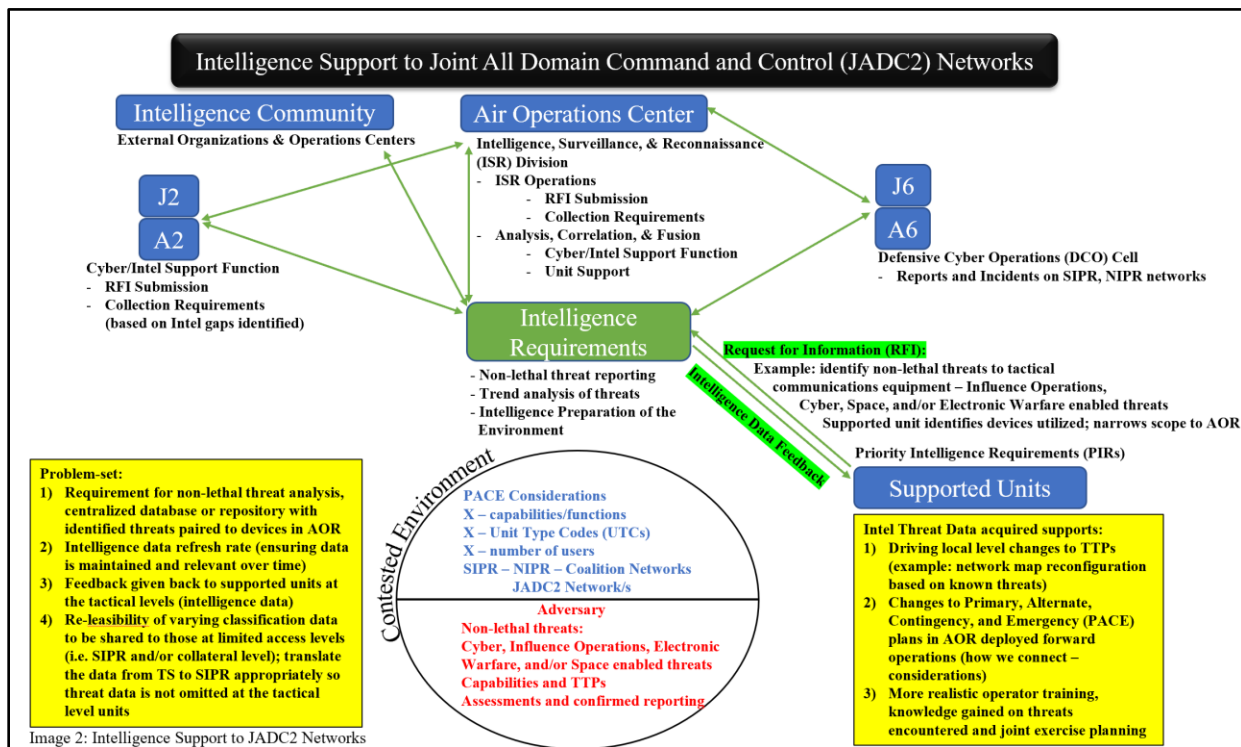 Intelligence Support to Joint All Domain Command and Control (JADC2) Networks
Intelligence Community
External Organizations & Operations Centers
Air Operations Center
Intelligence, Surveillance, & Reconnaissance
(ISR) Division
- ISR Operations
- RFI Submission
- Collection Requirements
- Analysis, Correlation, & Fusion
- Cyber/Intel Support Function
- Unit Support
J2
A2
Cyber/Intel Support Function
- RFI Submission
- Collection Requirements
(based on Intel gaps identified)
J6
A6
Defensive Cyber Operations (DCO) Cell
- Reports and Incidents on SIPR, NIPR networks
Intelligence
Requirements
- Non-lethal threat reporting
- Trend analysis of threats
- Intelligence Preparation of the
Environment
Request for Information (RFI):
Example: identify non-lethal threats to tactical
communications equipment – Influence Operations,
Cyber, Space, and/or Electronic Warfare enabled threats
Supported unit identifies devices utilized; narrows scope to AOR
Intelligence Data Feedback
Priority Intelligence Requirements (PIRs)
Supported Units
Problem-set:
1) Requirement for non-lethal threat analysis,
centralized database or repository with
identified threats paired to devices in AOR
2) Intelligence data refresh rate (ensuring data
is maintained and relevant over time)
3) Feedback given back to supported units at
the tactical levels (intelligence data)
4) Re-leasibility of varying classification data
to be shared to those at limited access levels
(i.e. SIPR and/or collateral level); translate
the data from TS to SIPR appropriately so
threat data is not omitted at the tactical
level units
Contested Environment
PACE Considerations
X – capabilities/functions
X – Unit Type Codes (UTCs)
X – number of users
SIPR – NIPR – Coalition Networks
JADC2 Network/s
Adversary
Non-lethal threats:
Cyber, Influence Operations, Electronic
Warfare, and/or Space enabled threats
Capabilities and TTPs
Assessments and confirmed reporting
Intel Threat Data acquired supports:
1) Driving local level changes to TTPs
(example: network map reconfiguration
based on known threats)
2) Changes to Primary, Alternate,
Contingency, and Emergency (PACE)
plans in AOR deployed forward
operations (how we connect –
considerations)
3) More realistic operator training,
knowledge gained on threats
encountered and joint exercise planning
Image 2: Intelligence Support to JADC2 Networks